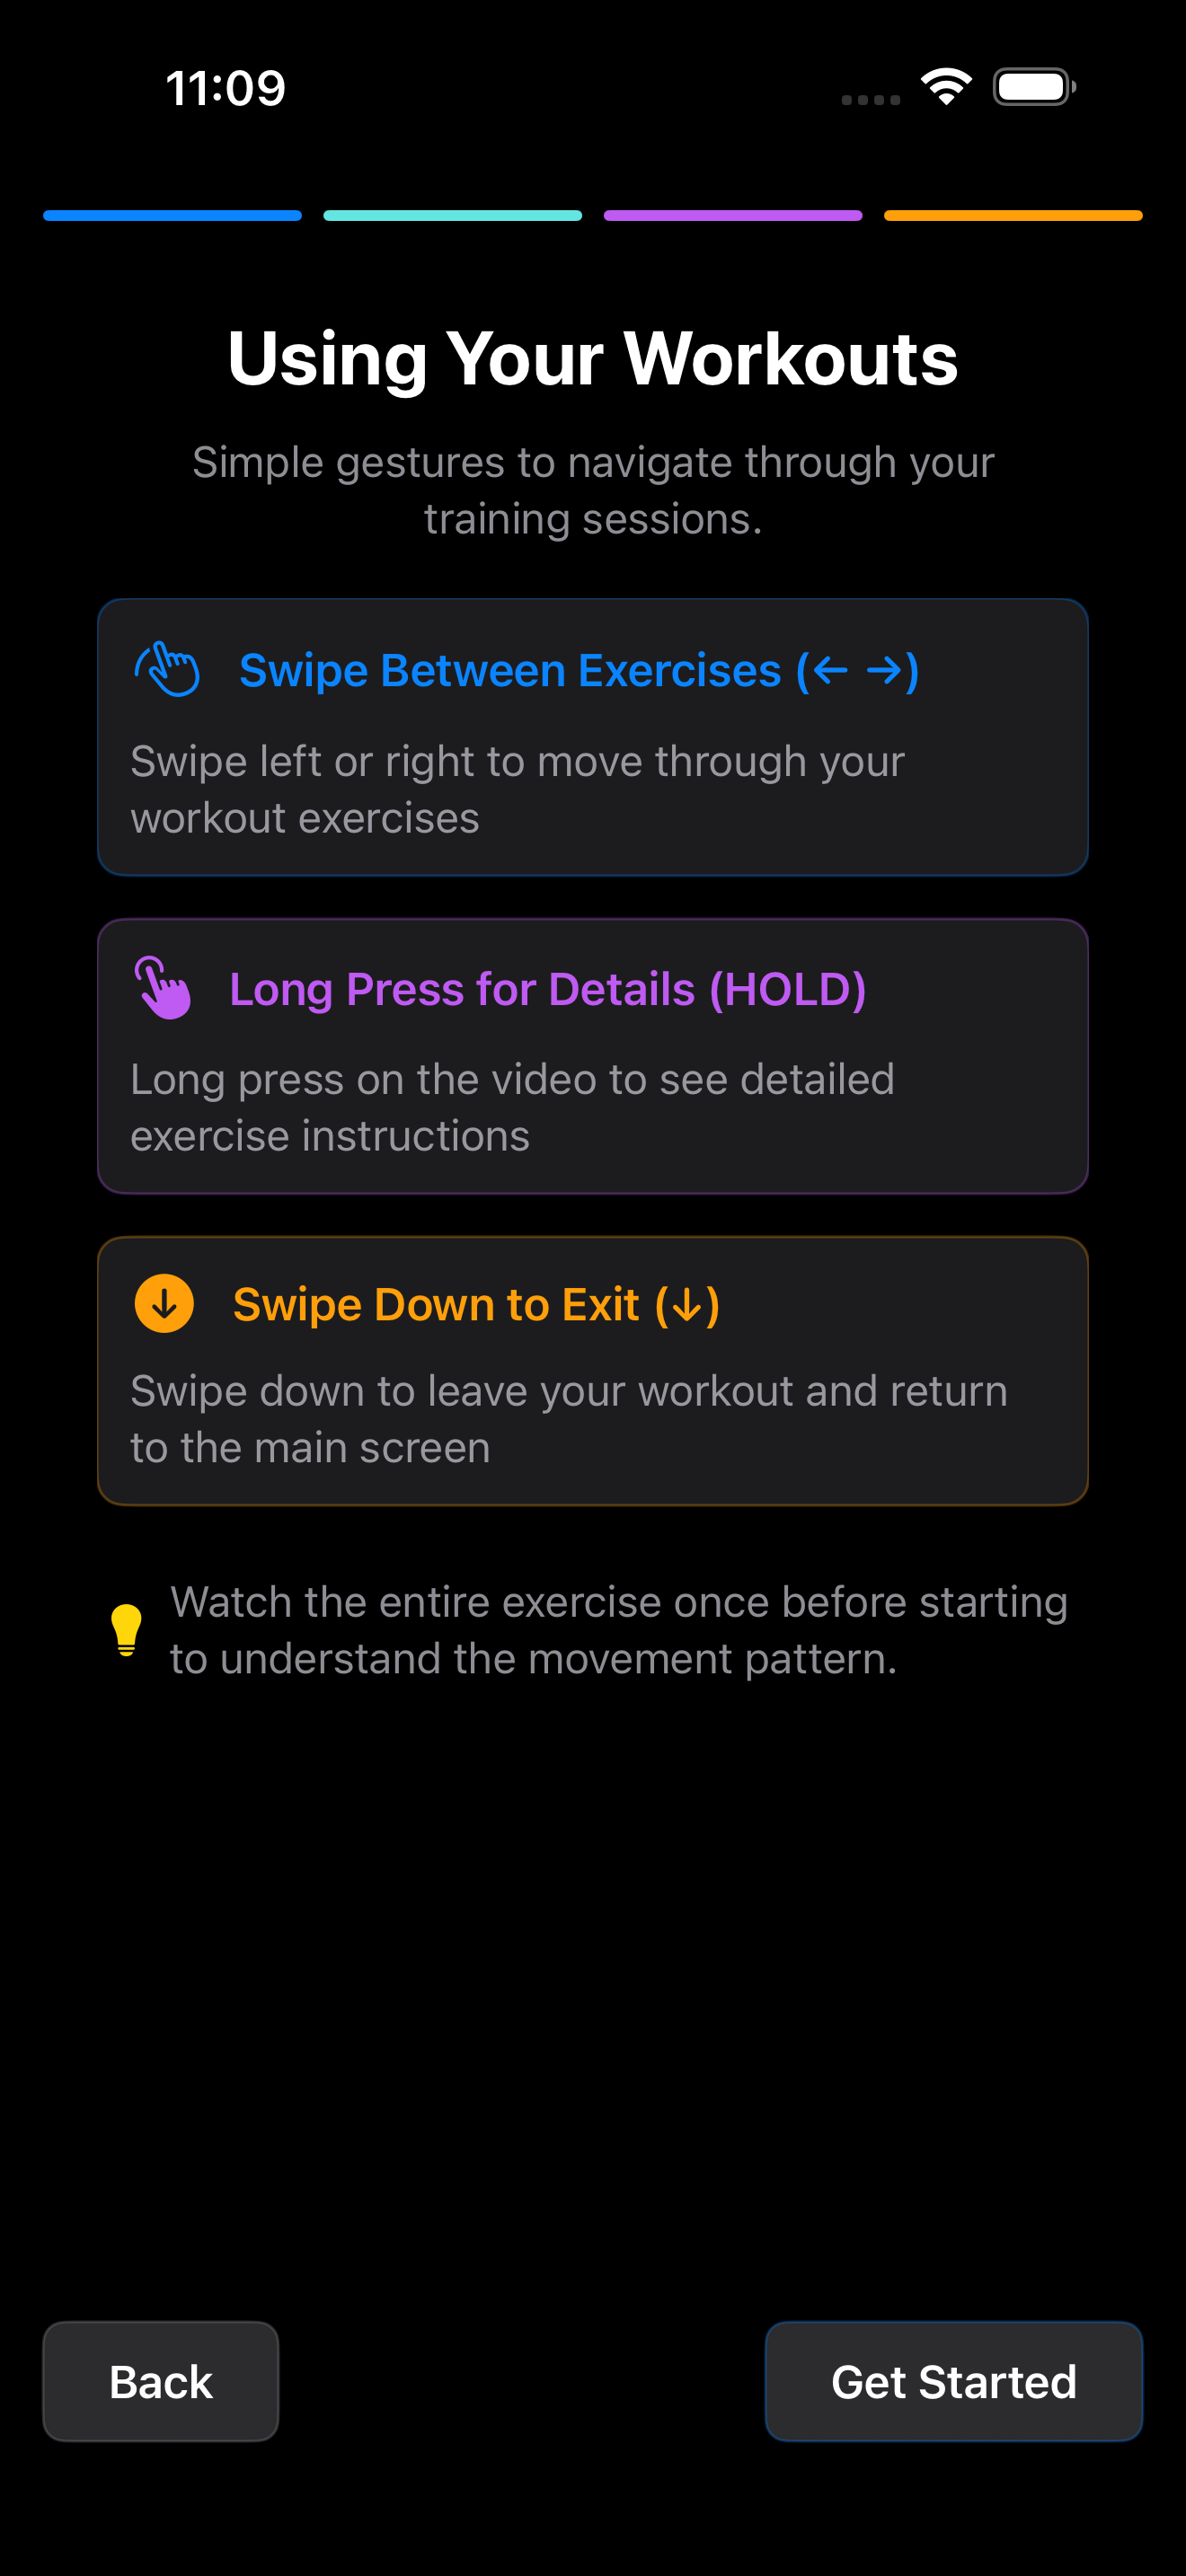 11:09
Using Your Workouts
Simple gestures to navigate through your
training sessions.
Swipe Between Exercises (← →)
Swipe left or right to move through your
workout exercises
Long Press for Details (HOLD)
Long press on the video to see detailed
exercise instructions
Swipe Down to Exit (↓)
Swipe down to leave your workout and return
to the main screen
Watch the entire exercise once before starting
to understand the movement pattern.
Back
Get Started